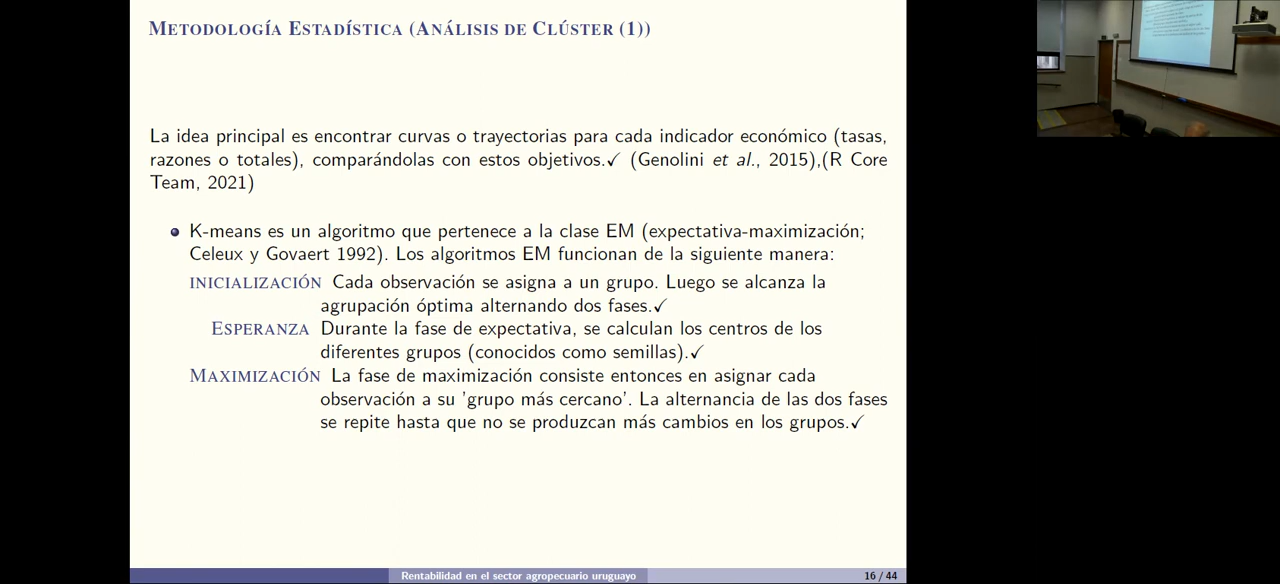 Metodología Estadística (Análisis de Clúster (1))
La idea principal es encontrar curvas o trayectorias para cada indicador económico (tasas,
razones o totales), comparándolas con estos objetivos.✓ (Genolini et al., 2015),(R Core
Team, 2021)
K-means es un algoritmo que pertenece a la clase EM (expectativa-maximización;
Celeux y Govaert 1992). Los algoritmos EM funcionan de la siguiente manera:
inicialización Cada observación se asigna a un grupo. Luego se alcanza la
agrupación óptima alternando dos fases.✓
Esperanza Durante la fase de expectativa, se calculan los centros de los
diferentes grupos (conocidos como semillas).✓
Maximización La fase de maximización consiste entonces en asignar cada
observación a su 'grupo más cercano'. La alternancia de las dos fases
se repite hasta que no se produzcan más cambios en los grupos.✓
Rentabilidad en el sector agropecuario uruguayo 16 / 44